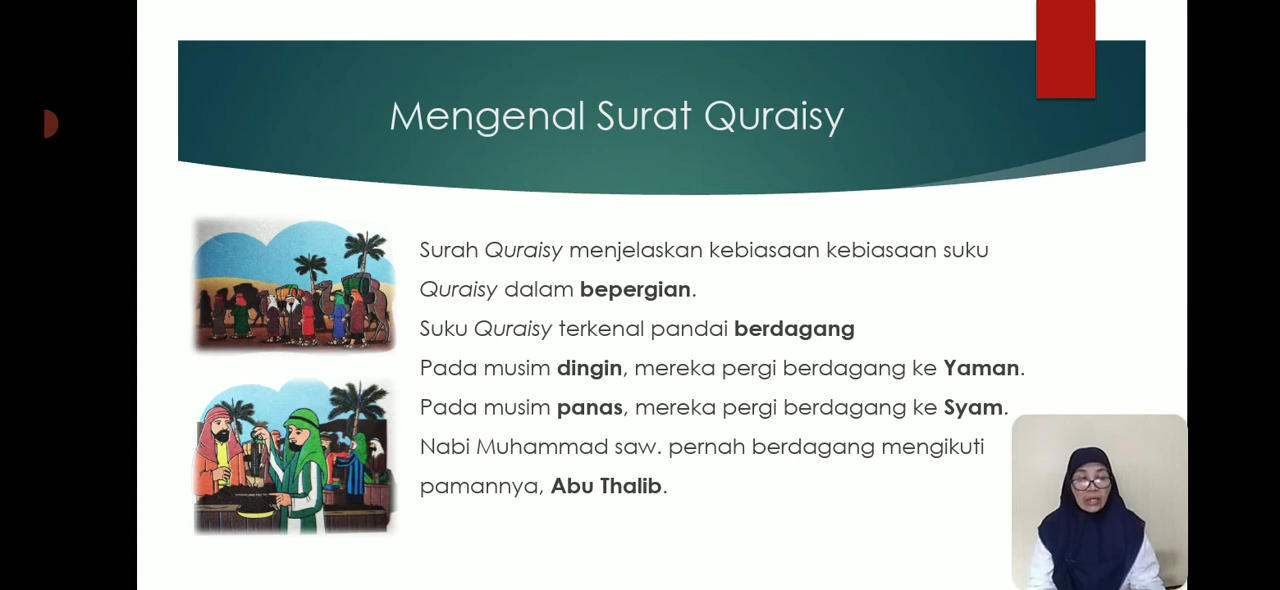 Mengenal Surat Quraisy
Surah Quraisy menjelaskan kebiasaan kebiasaan suku
Quraisy dalam bepergian.
Suku Quraisy terkenal pandai berdagang
Pada musim dingin, mereka pergi berdagang ke Yaman.
Pada musim panas, mereka pergi berdagang ke Syam.
Nabi Muhammad saw. pernah berdagang mengikuti
pamannya, Abu Thalib.